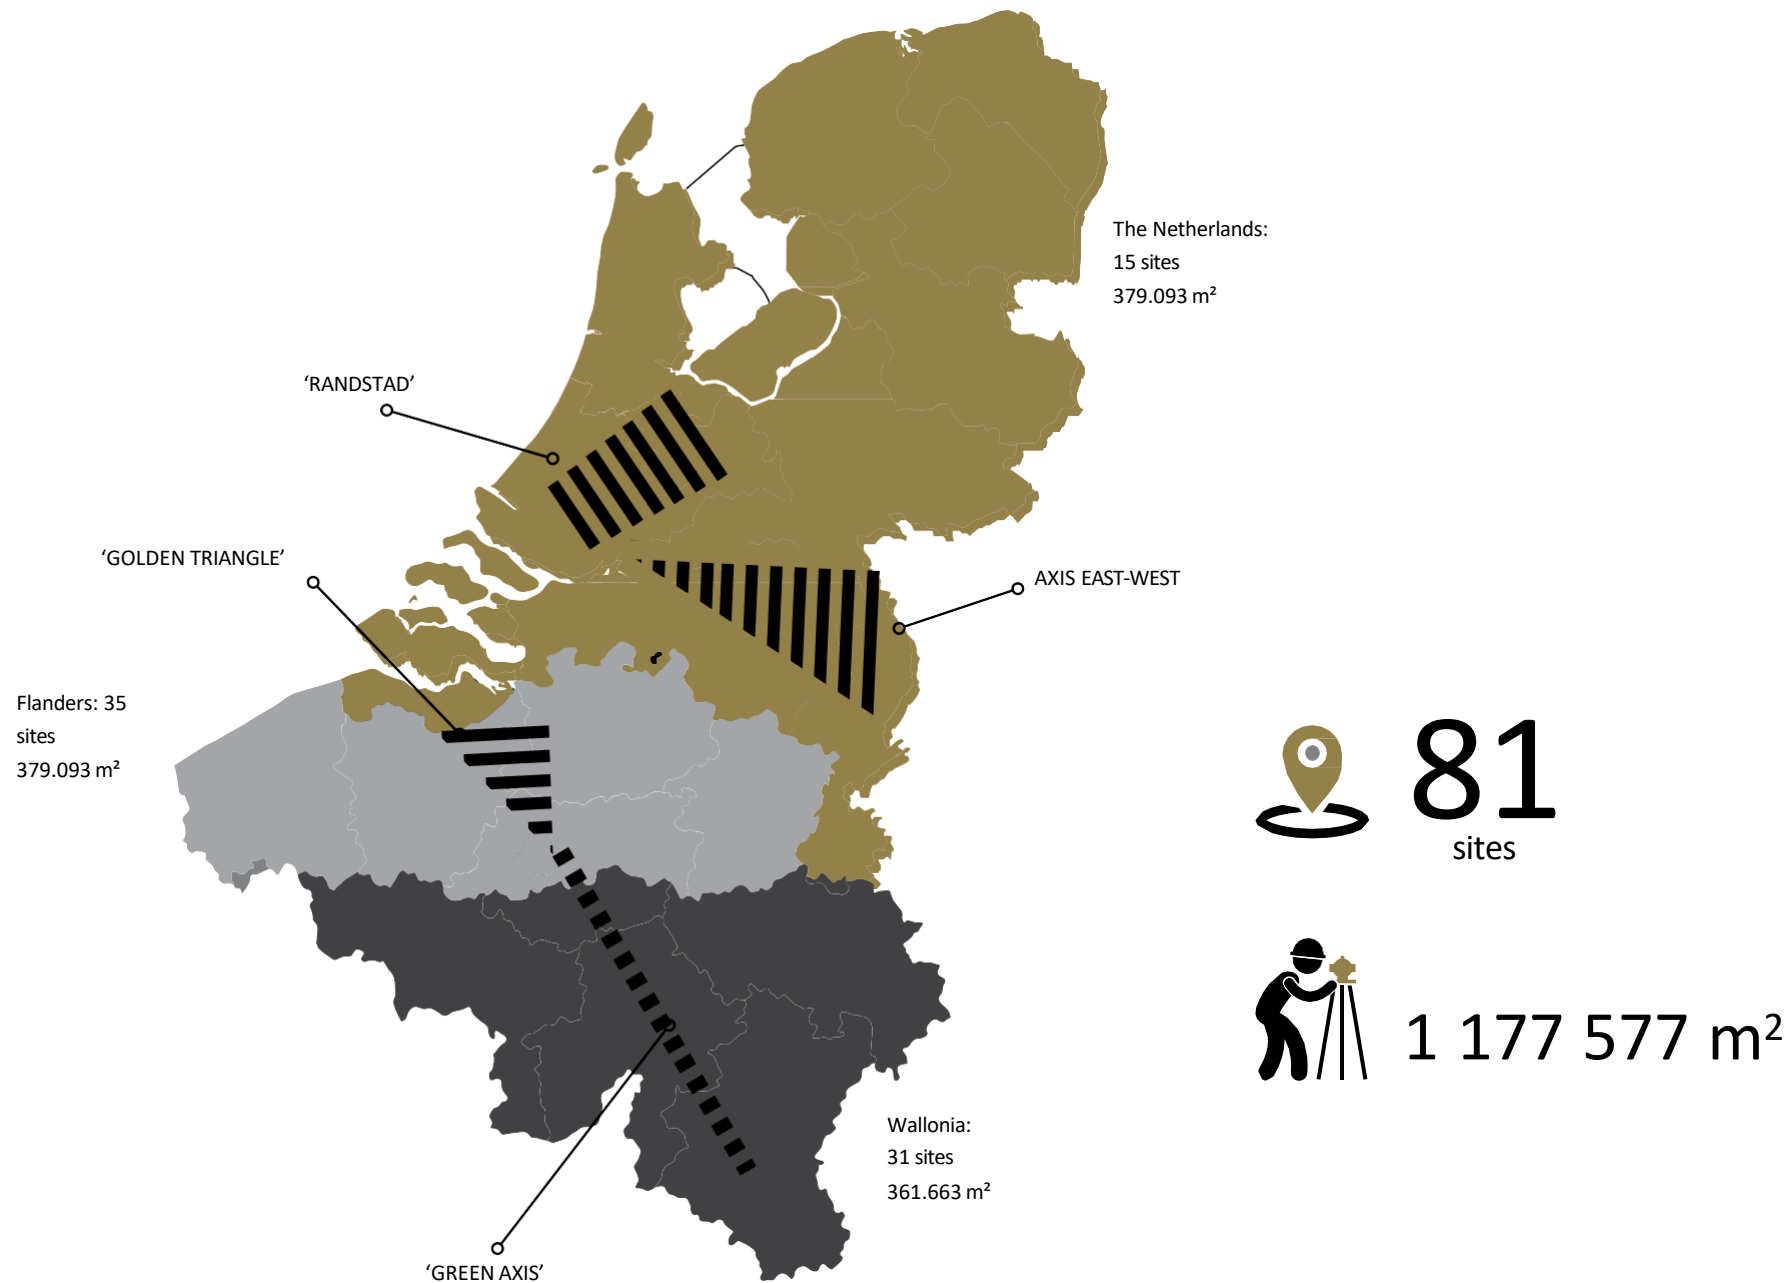 The Netherlands:
15 sites
379.093 m²
‘RANDSTAD’
‘GOLDEN TRIANGLE’
AXIS EAST-WEST
Flanders: 35
sites
379.093 m²
81
sites
1 177 577 m²
Wallonia:
31 sites
361.663 m²
‘GREEN AXIS’